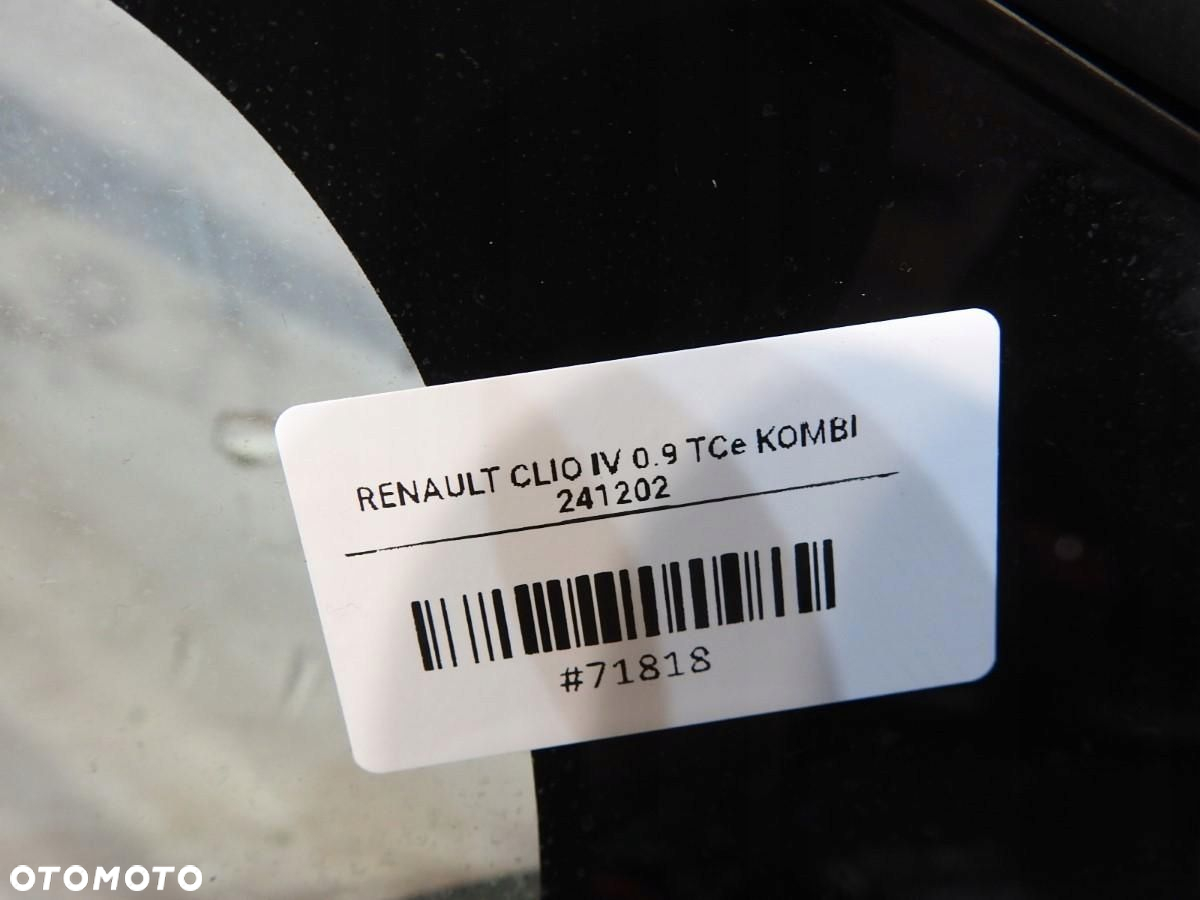 RENAULT CLIO IV 0.9 TCe KOMBI
241202
#71818
OTOMOTO